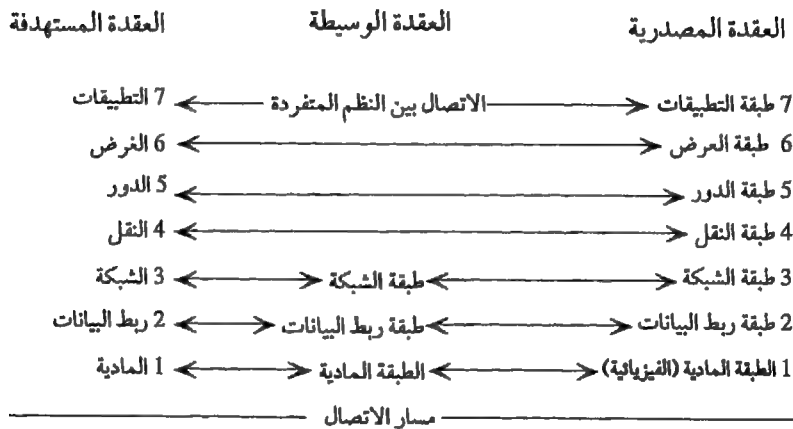 العقدة المصدرية العقدة الوسيطة العقدة المستهدفة
7 طبقة التطبيقات الاتصال بين النظم المتفردة 7 التطبيقات
6 طبقة العرض 6 الغرض
5 طبقة الدور 5 الدور
4 طبقة النقل 4 النقل
3 طبقة الشبكة طبقة الشبكة 3 الشبكة
2 طبقة ربط البيانات طبقة ربط البيانات 2 ربط البيانات
1 الطبقة المادية (الفيزيائية) الطبقة المادية 1 المادية
مسار الاتصال